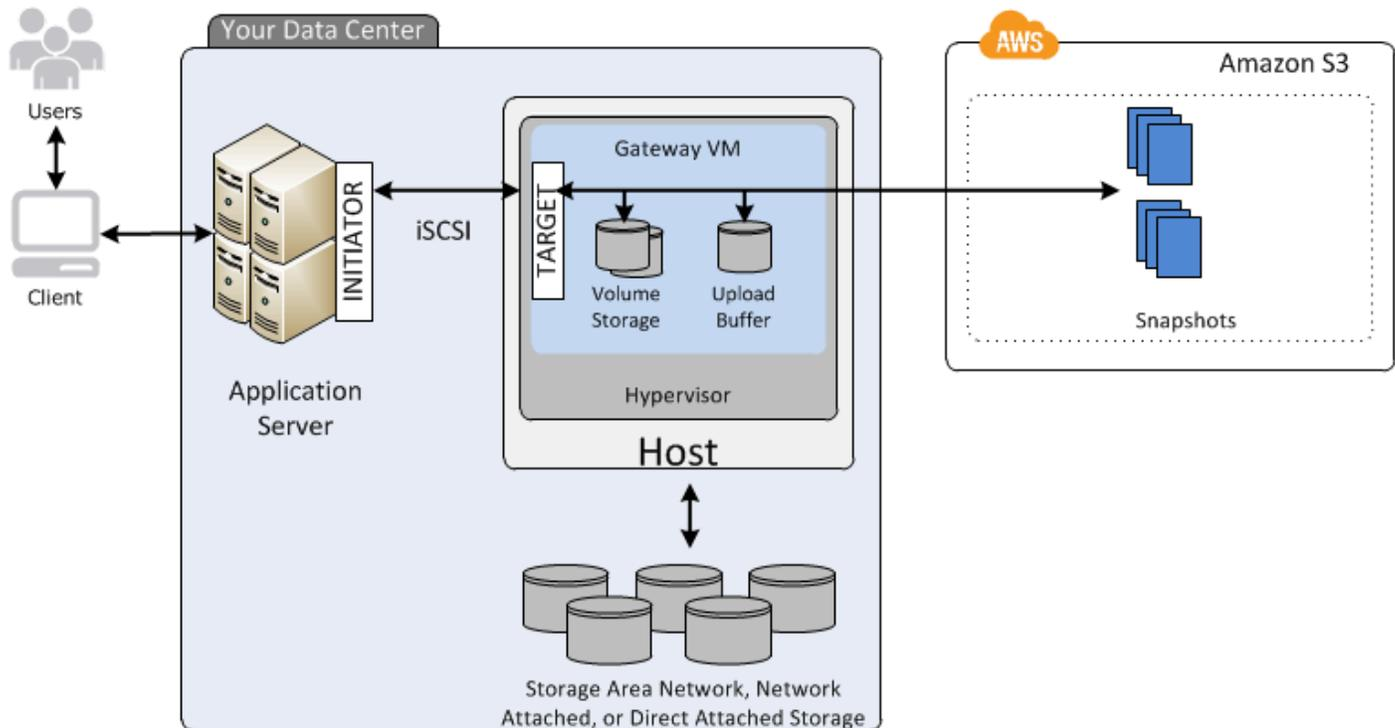 Your Data Center
AWS
Amazon S3
Users
Client
INITIATOR
iSCSI
Gateway VM
TARGET
Volume
Storage
Upload
Buffer
Snapshots
Application
Server
Hypervisor
Host
Storage Area Network, Network
Attached, or Direct Attached Storage